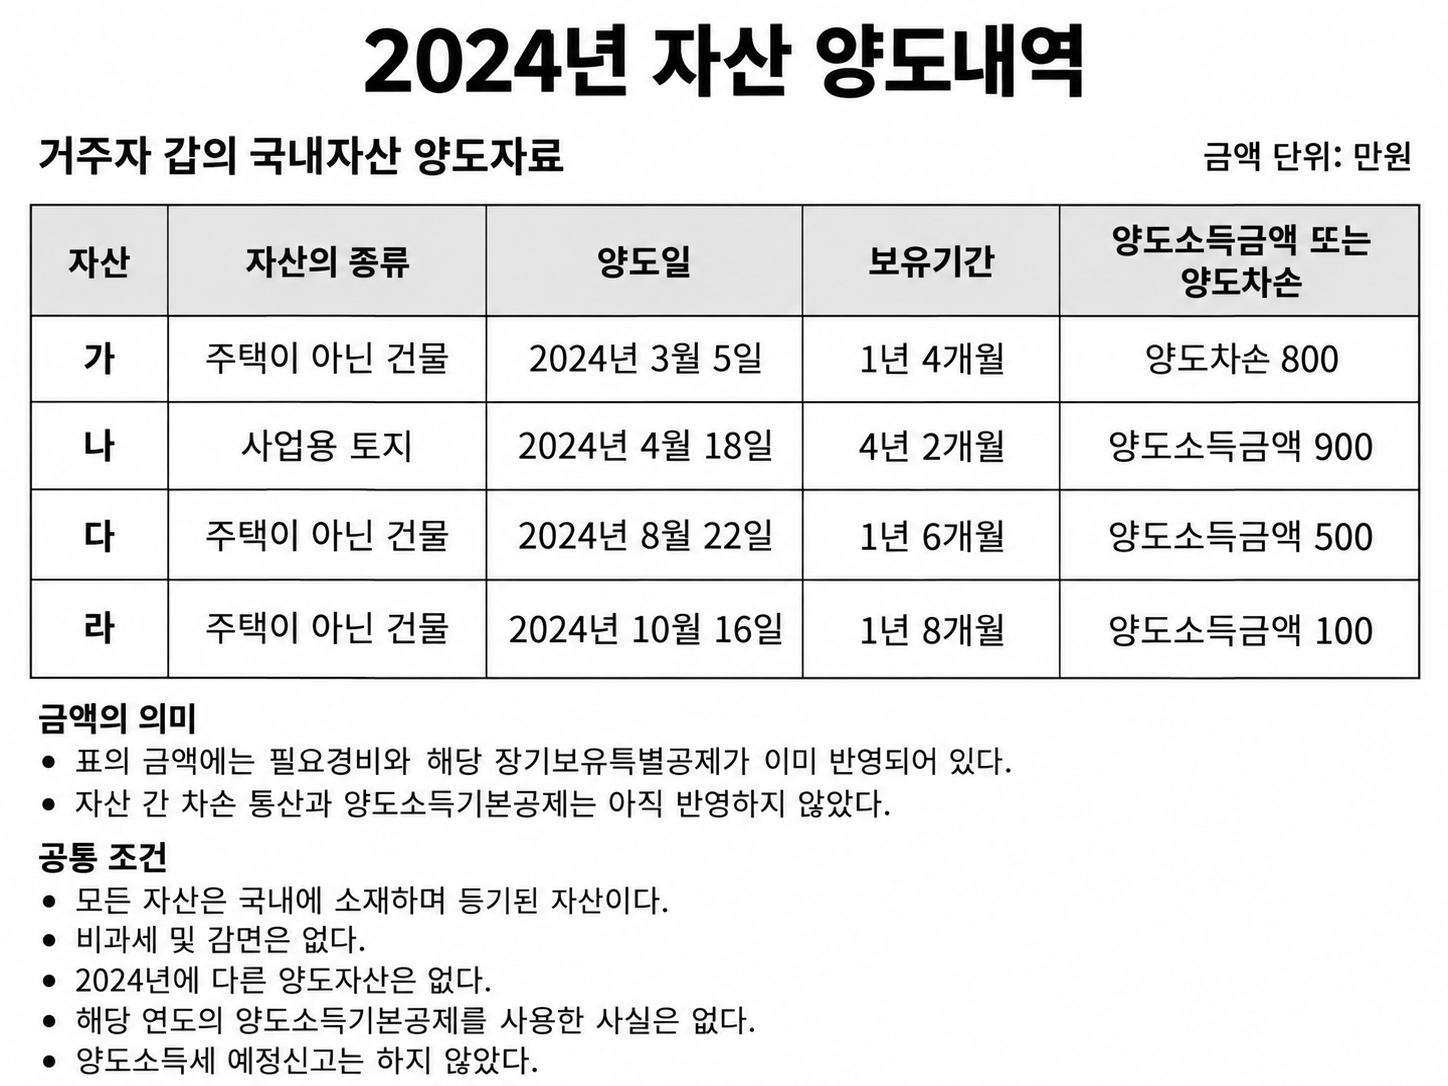 2024년 자산 양도내역
거주자 갑의 국내자산 양도자료
금액 단위: 만원
자산 자산의 종류 양도일 보유기간 양도소득금액 또는 양도차손
가 주택이 아닌 건물 2024년 3월 5일 1년 4개월 양도차손 800
나 사업용 토지 2024년 4월 18일 4년 2개월 양도소득금액 900
다 주택이 아닌 건물 2024년 8월 22일 1년 6개월 양도소득금액 500
라 주택이 아닌 건물 2024년 10월 16일 1년 8개월 양도소득금액 100
금액의 의미
• 표의 금액에는 필요경비와 해당 장기보유특별공제가 이미 반영되어 있다.
• 자산 간 차손 통산과 양도소득기본공제는 아직 반영하지 않았다.
공통 조건
• 모든 자산은 국내에 소재하며 등기된 자산이다.
• 비과세 및 감면은 없다.
• 2024년에 다른 양도자산은 없다.
• 해당 연도의 양도소득기본공제를 사용한 사실은 없다.
• 양도소득세 예정신고는 하지 않았다.